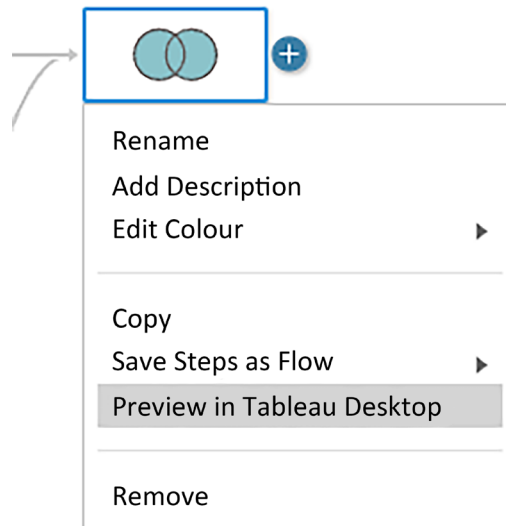 Rename
Add Description
Edit Colour
Copy
Save Steps as Flow
Preview in Tableau Desktop
Remove